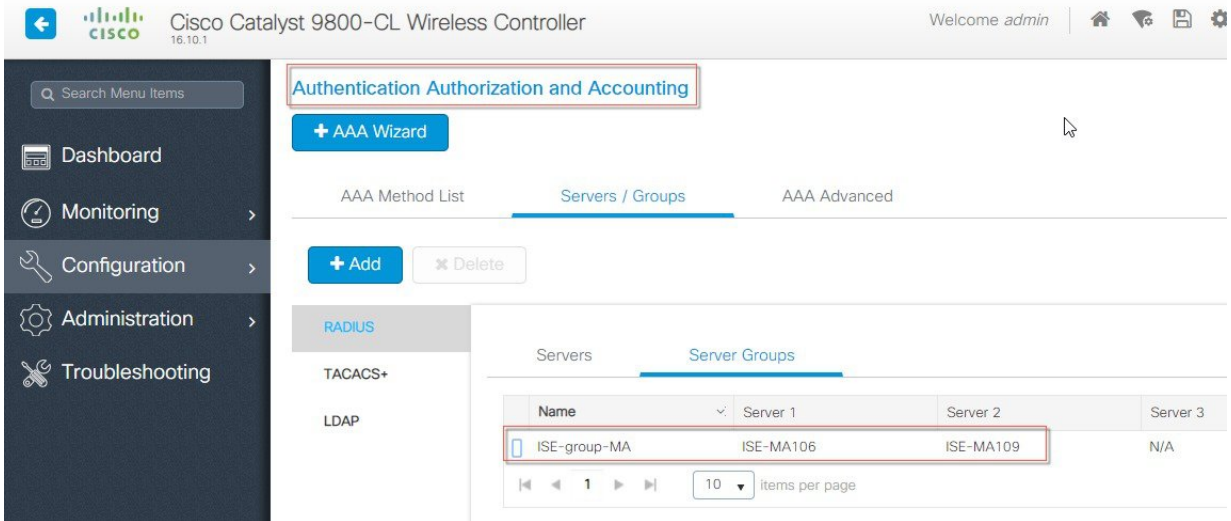 CISCO
Cisco Catalyst 9800-CL Wireless Controller
16.10.1
Welcome admin
Search Menu Items
Dashboard
Monitoring
Configuration
Administration
Troubleshooting
Authentication Authorization and Accounting
+ AAA Wizard
AAA Method List Servers / Groups AAA Advanced
+ Add ✖ Delete
RADIUS
TACACS+
LDAP
Servers Server Groups
Name Server 1 Server 2 Server 3
ISE-group-MA ISE-MA106 ISE-MA109 N/A
1 10 items per page